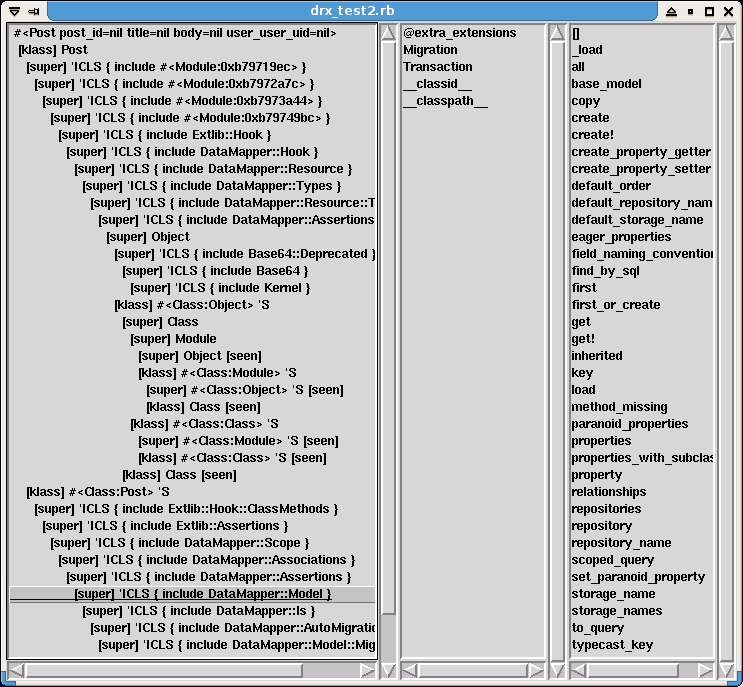 drx_test2.rb
#<Post post_id=nil title=nil body=nil user_user_uid=nil>
[klass] Post
[super] 'ICLS { include #<Module:0xb79719ec> }
[super] 'ICLS { include #<Module:0xb7972a7c> }
[super] 'ICLS { include #<Module:0xb7973a44> }
[super] 'ICLS { include #<Module:0xb79749bc> }
[super] 'ICLS { include Extlib::Hook }
[super] 'ICLS { include DataMapper::Hook }
[super] 'ICLS { include DataMapper::Resource }
[super] 'ICLS { include DataMapper::Types }
[super] 'ICLS { include DataMapper::Resource::T
[super] 'ICLS { include DataMapper::Assertions
[super] Object
[super] 'ICLS { include Base64::Deprecated }
[super] 'ICLS { include Base64 }
[super] 'ICLS { include Kernel }
[klass] #<Class:Object> 'S
[super] Class
[super] Module
[super] Object [seen]
[klass] #<Class:Module> 'S
[super] #<Class:Object> 'S [seen]
[klass] Class [seen]
[klass] #<Class:Class> 'S
[super] #<Class:Module> 'S [seen]
[klass] #<Class:Class> 'S [seen]
[klass] Class [seen]
[klass] #<Class:Post> 'S
[super] 'ICLS { include Extlib::Hook::ClassMethods }
[super] 'ICLS { include Extlib::Assertions }
[super] 'ICLS { include DataMapper::Scope }
[super] 'ICLS { include DataMapper::Associations }
[super] 'ICLS { include DataMapper::Assertions }
[super] 'ICLS { include DataMapper::Model }
[super] 'ICLS { include DataMapper::Is }
[super] 'ICLS { include DataMapper::AutoMigratio
[super] 'ICLS { include DataMapper::Model::Mig
@extra_extensions
Migration
Transaction
__classid__
__classpath__
[]
_load
all
base_model
copy
create
create!
create_property_getter
create_property_setter
default_order
default_repository_nam
default_storage_name
eager_properties
field_naming_convention
find_by_sql
first
first_or_create
get
get!
inherited
key
load
method_missing
paranoid_properties
properties
properties_with_subclas
property
relationships
repositories
repository
repository_name
scoped_query
set_paranoid_property
storage_name
storage_names
to_query
typecast_key